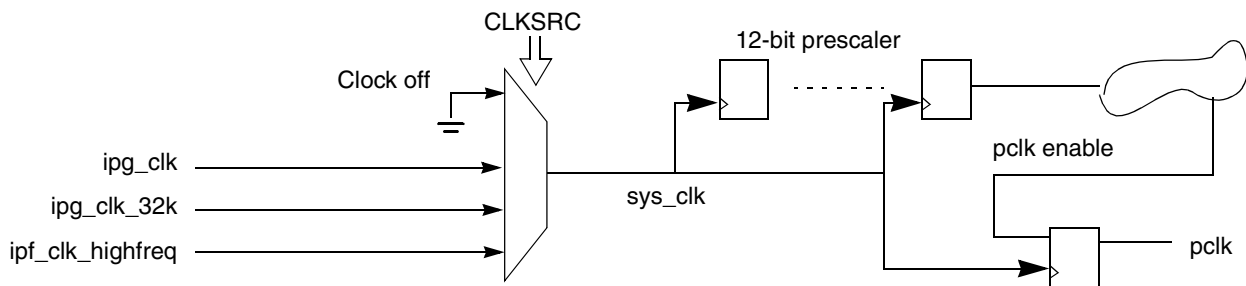 CLKSRC
12-bit prescaler
Clock off
ipg_clk
pclk enable
ipg_clk_32k
sys_clk
ipf_clk_highfreq
pclk